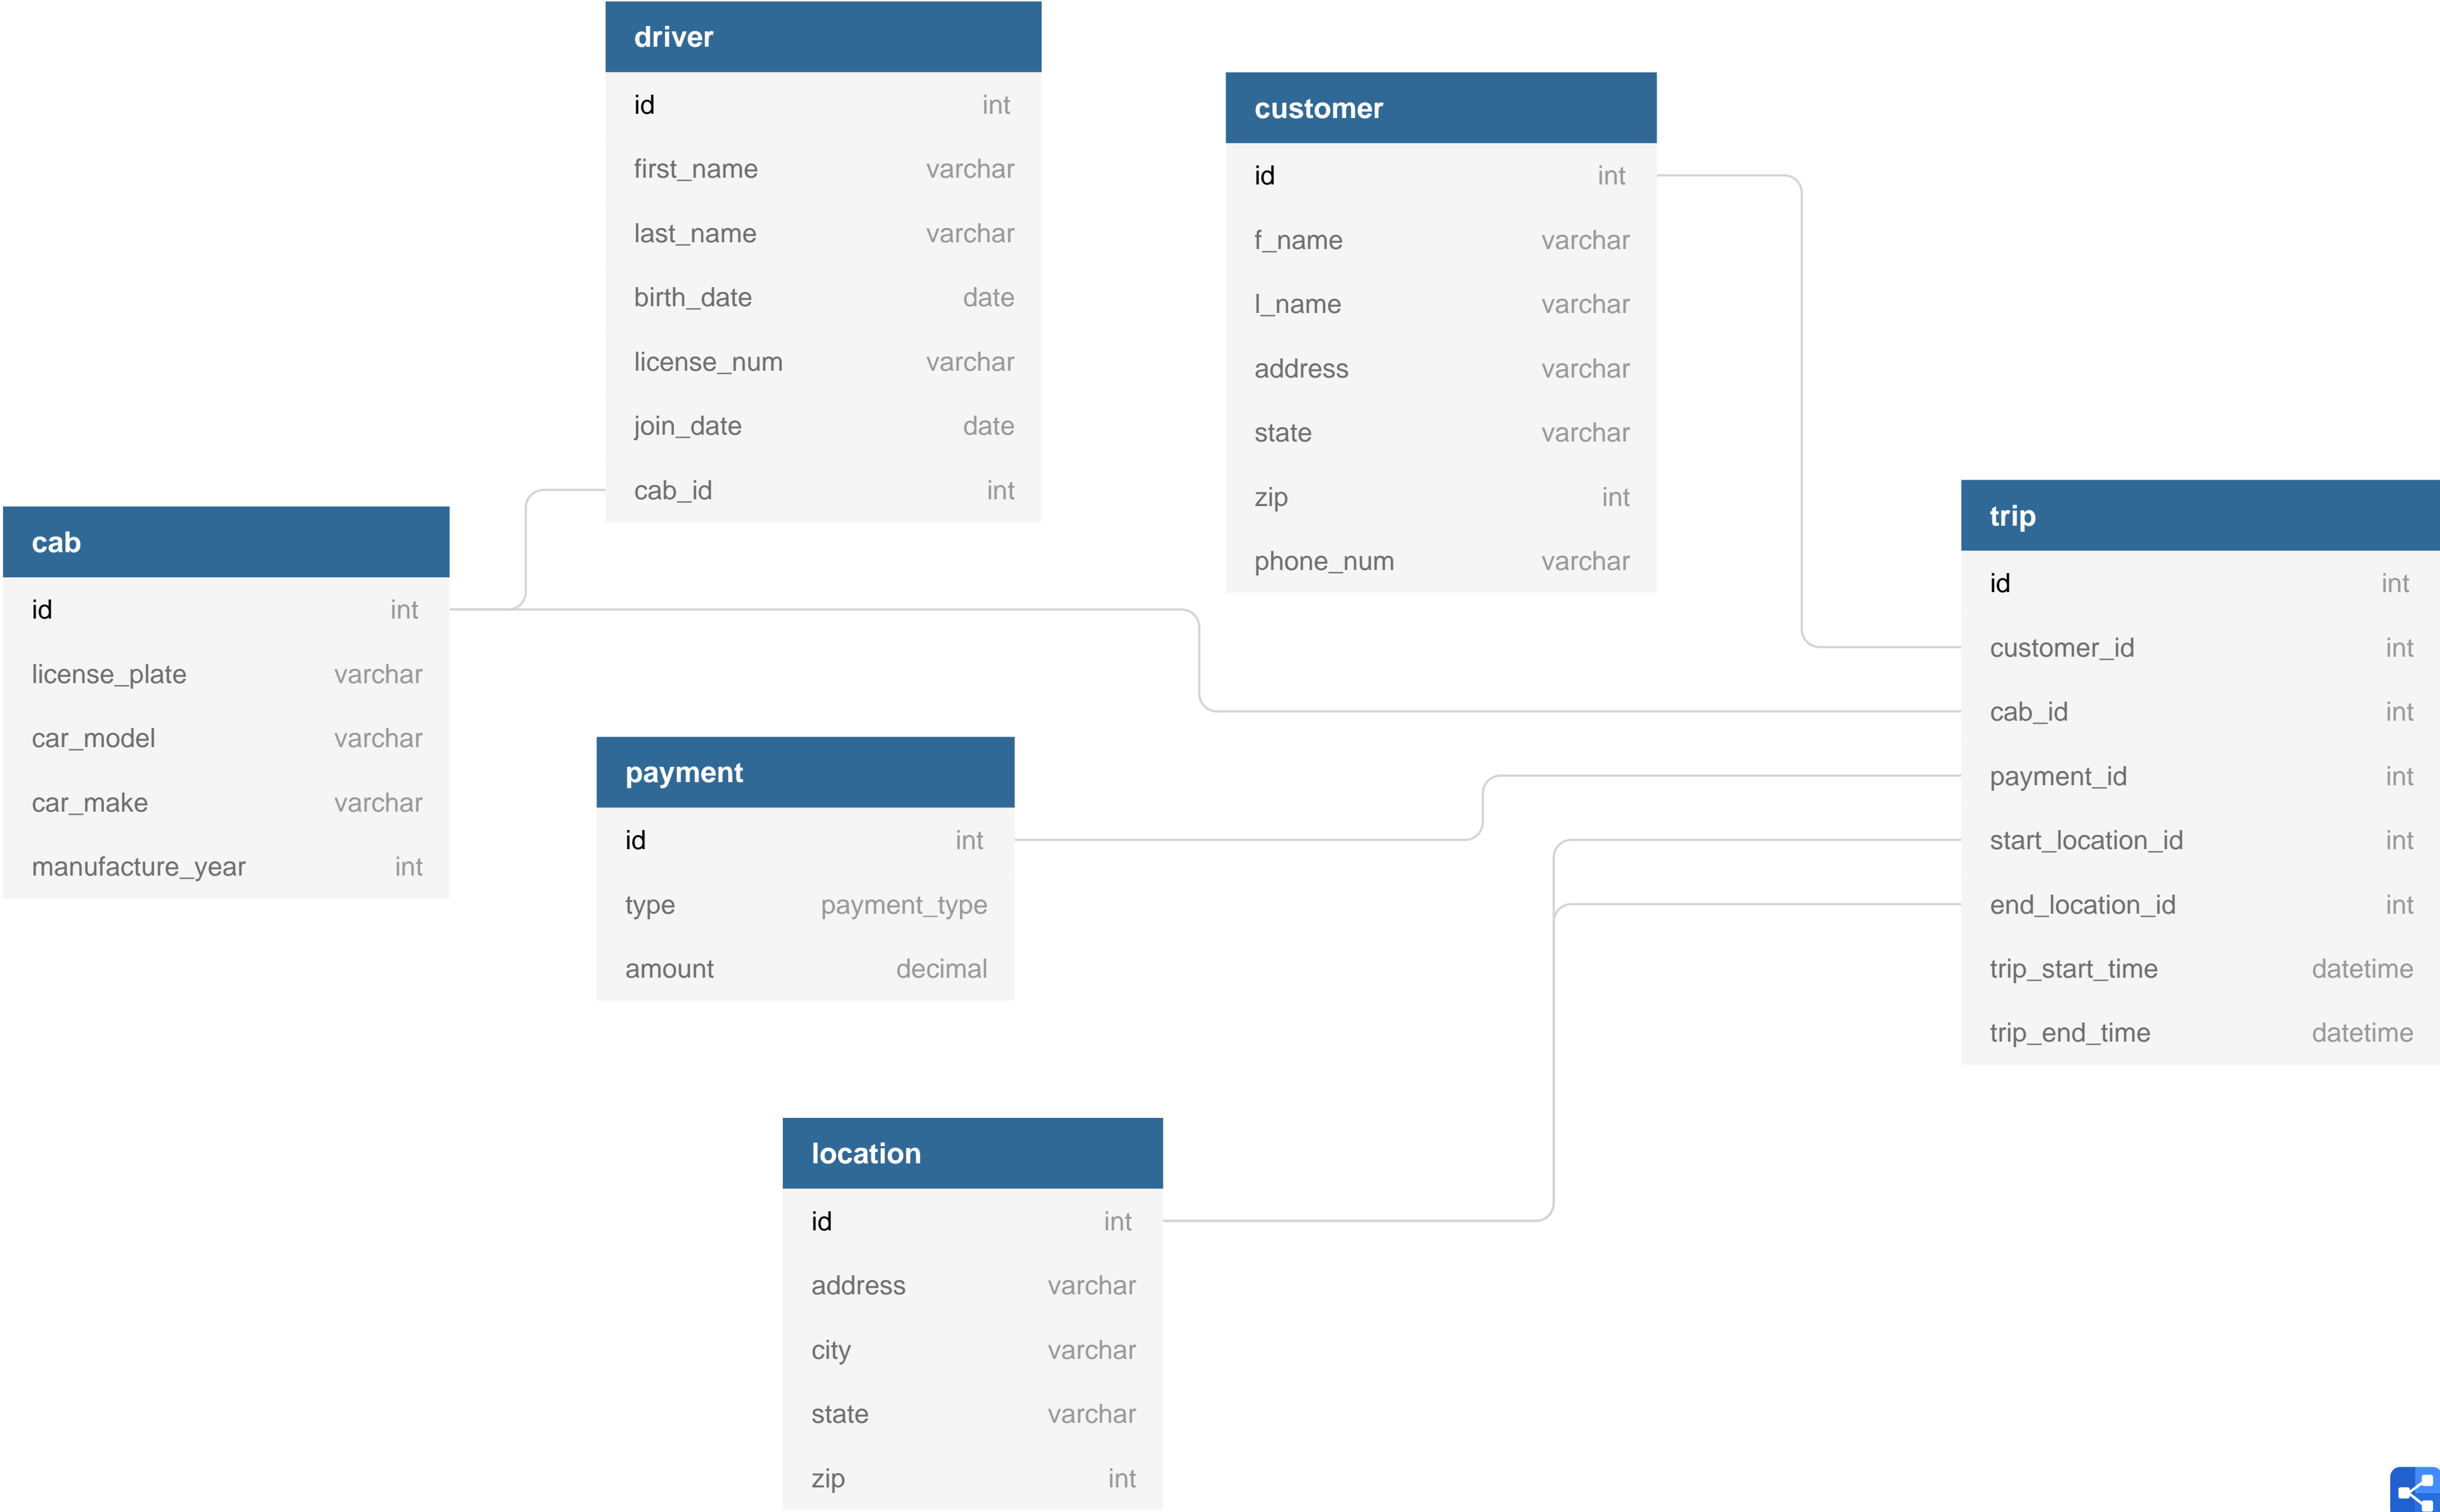 driver
id int
first_name varchar
last_name varchar
birth_date date
license_num varchar
join_date date
cab_id int
customer
id int
f_name varchar
l_name varchar
address varchar
state varchar
zip int
phone_num varchar
cab
id int
license_plate varchar
car_model varchar
car_make varchar
manufacture_year int
trip
id int
customer_id int
cab_id int
payment_id int
start_location_id int
end_location_id int
trip_start_time datetime
trip_end_time datetime
payment
id int
type payment_type
amount decimal
location
id int
address varchar
city varchar
state varchar
zip int